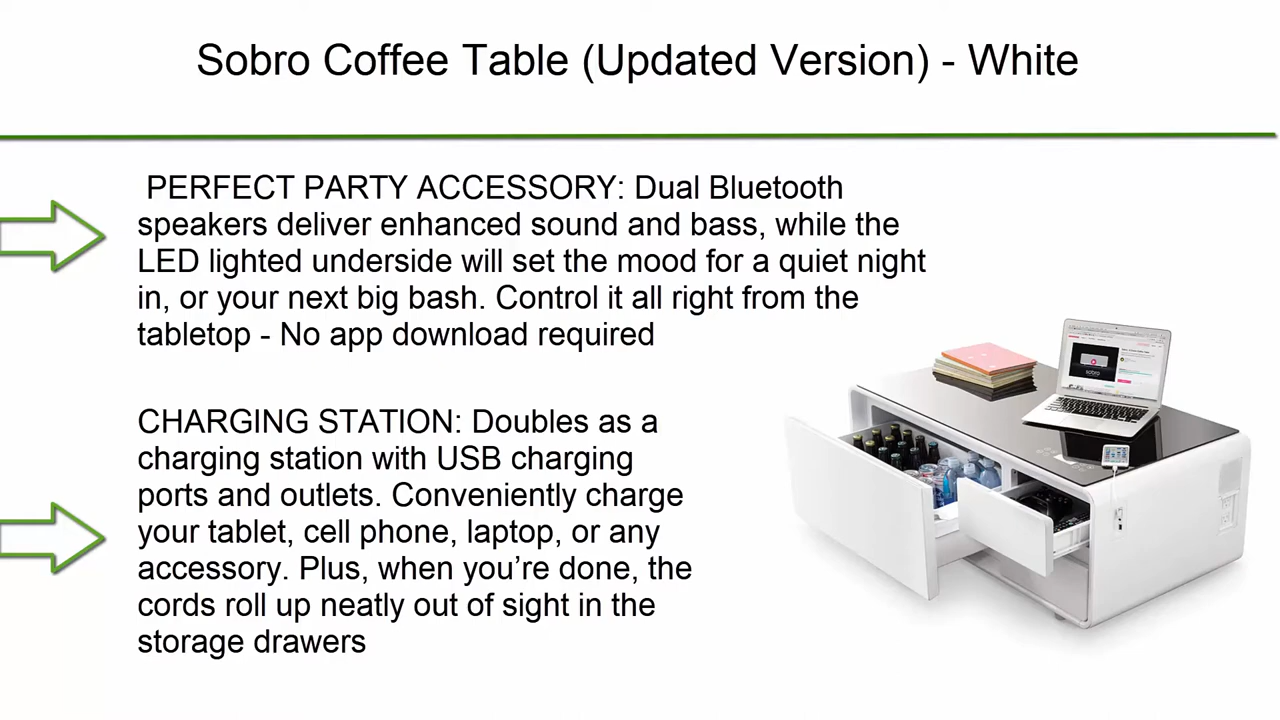 Sobro Coffee Table (Updated Version) - White
PERFECT PARTY ACCESSORY: Dual Bluetooth
speakers deliver enhanced sound and bass, while the
LED lighted underside will set the mood for a quiet night
in, or your next big bash. Control it all right from the
tabletop - No app download required
CHARGING STATION: Doubles as a
charging station with USB charging
ports and outlets. Conveniently charge
your tablet, cell phone, laptop, or any
accessory. Plus, when you’re done, the
cords roll up neatly out of sight in the
storage drawers
sobro